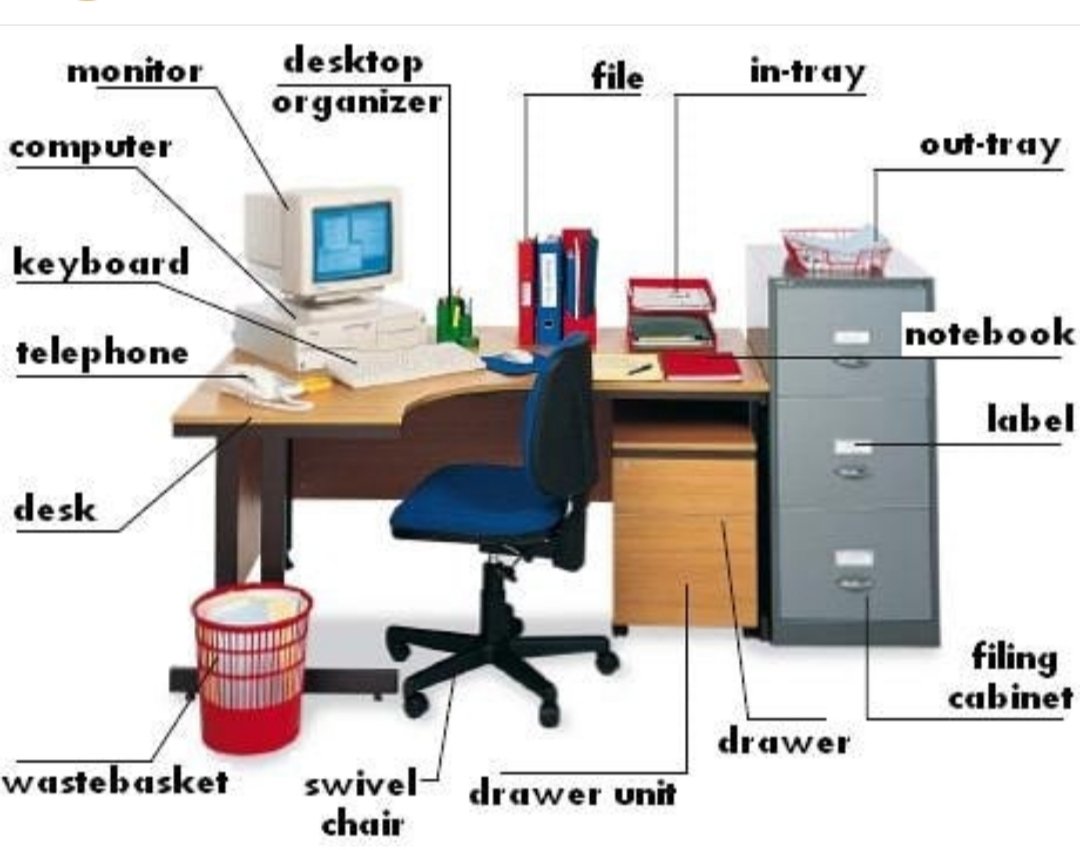 monitor
desktop
organizer
file
in-tray
out-tray
computer
keyboard
telephone
notebook
label
desk
filing
cabinet
drawer
wastebasket
swivel
chair
drawer unit